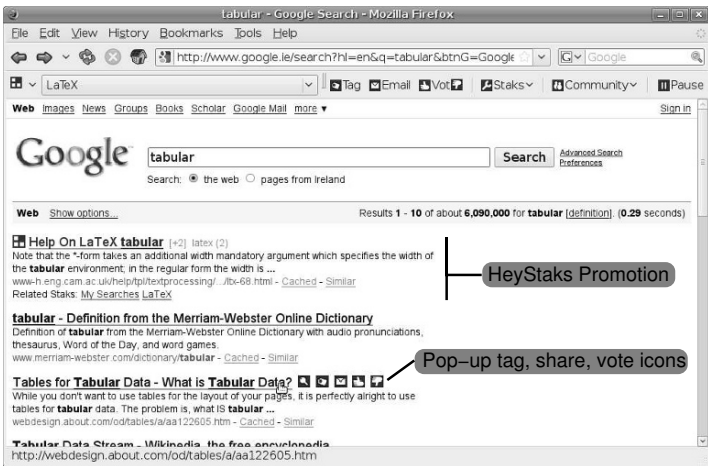 tabular - Google Search - Mozilla Firefox
File Edit View History Bookmarks Tools Help
http://www.google.ie/search?hl=en&q=tabular&btnG=Google Google
LaTeX Tag Email Vote Staks Community Pause
Web Images News Groups Books Scholar Google Mail more ▼ Sign in
Google tabular Search Advanced Search
Preferences
Search: the web pages from Ireland
Web Show options... Results 1 - 10 of about 6,090,000 for tabular [definition]. (0.29 seconds)
Help On LaTeX tabular [+2] latex (2)
Note that the *-form takes an additional width mandatory argument which specifies the width of
the tabular environment; in the regular form the width is ...
www-h.eng.cam.ac.uk/help/tpl/textprocessing/.../ltx-68.html - Cached - Similar
Related Staks: My Searches LaTeX
HeyStaks Promotion
tabular - Definition from the Merriam-Webster Online Dictionary
Definition of tabular from the Merriam-Webster Online Dictionary with audio pronunciations,
thesaurus, Word of the Day, and word games.
www.merriam-webster.com/dictionary/tabular - Cached - Similar
Pop-up tag, share, vote icons
Tables for Tabular Data - What is Tabular Data?
While you don't want to use tables for the layout of your pages, it is perfectly alright to use
tables for tabular data. The problem is, what IS tabular ...
webdesign.about.com/od/tables/a/aa122605.htm - Cached - Similar
Tabular Data Stream - Wikipedia, the free encyclopedia
http://webdesign.about.com/od/tables/a/aa122605.htm